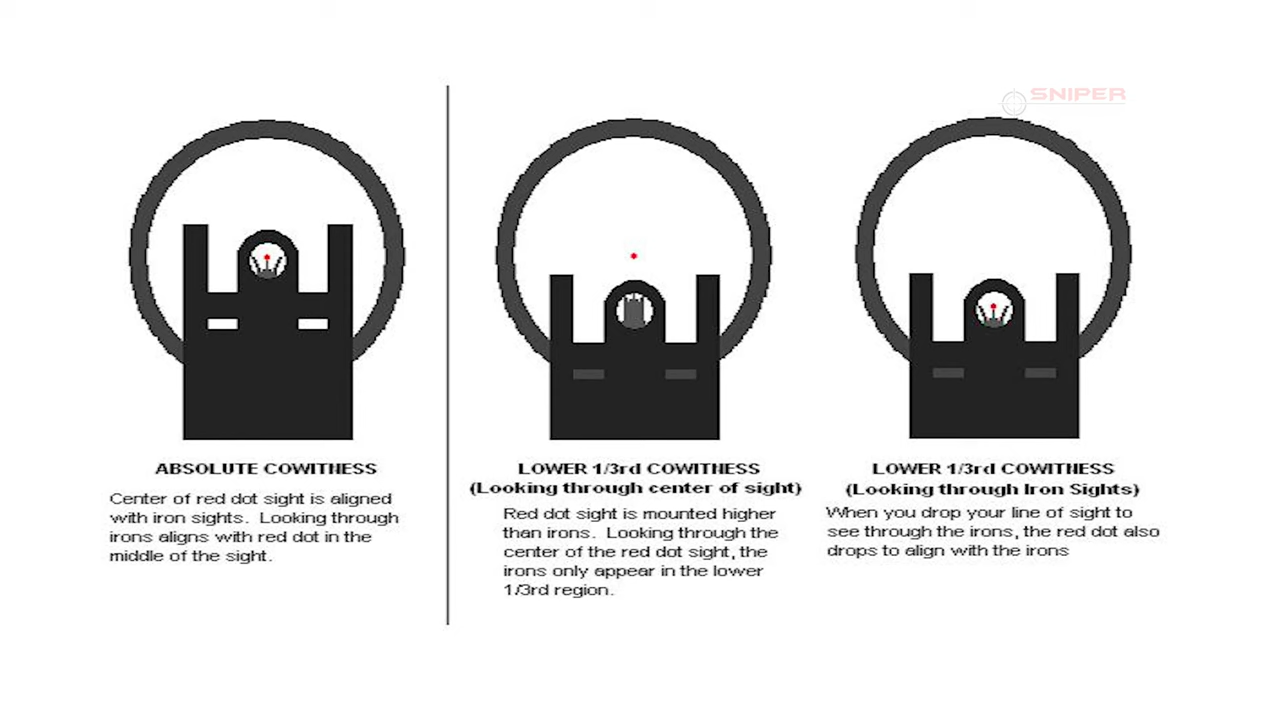 SNIPER
ABSOLUTE COWITNESS
Center of red dot sight is aligned
with iron sights.  Looking through
irons aligns with red dot in the
middle of the sight.
LOWER 1/3rd COWITNESS
(Looking through center of sight)
Red dot sight is mounted higher
than irons.  Looking through the
center of the red dot sight, the
irons only appear in the lower
1/3rd region.
LOWER 1/3rd COWITNESS
(Looking through Iron Sights)
When you drop your line of sight to
see through the irons, the red dot also
drops to align with the irons